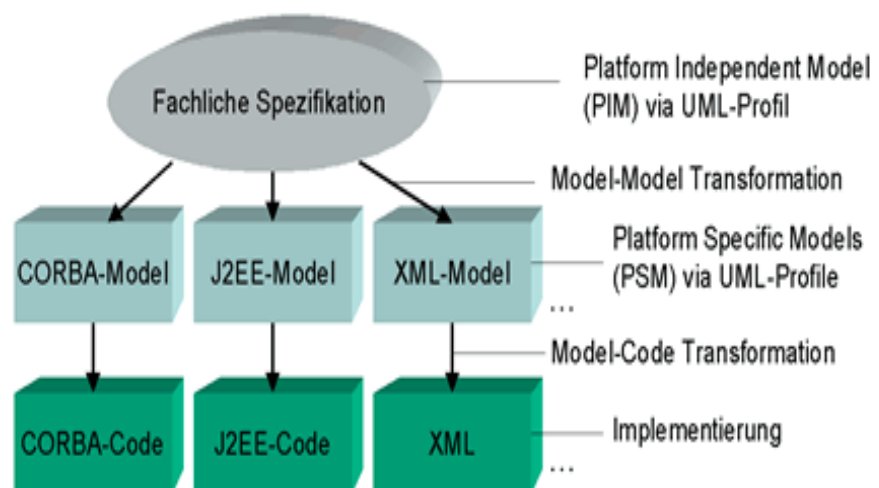 Fachliche Spezifikation
Platform Independent Model
(PIM) via UML-Profil
Model-Model Transformation
CORBA-Model
J2EE-Model
XML-Model
...
Platform Specific Models
(PSM) via UML-Profile
Model-Code Transformation
CORBA-Code
J2EE-Code
XML
...
Implementierung